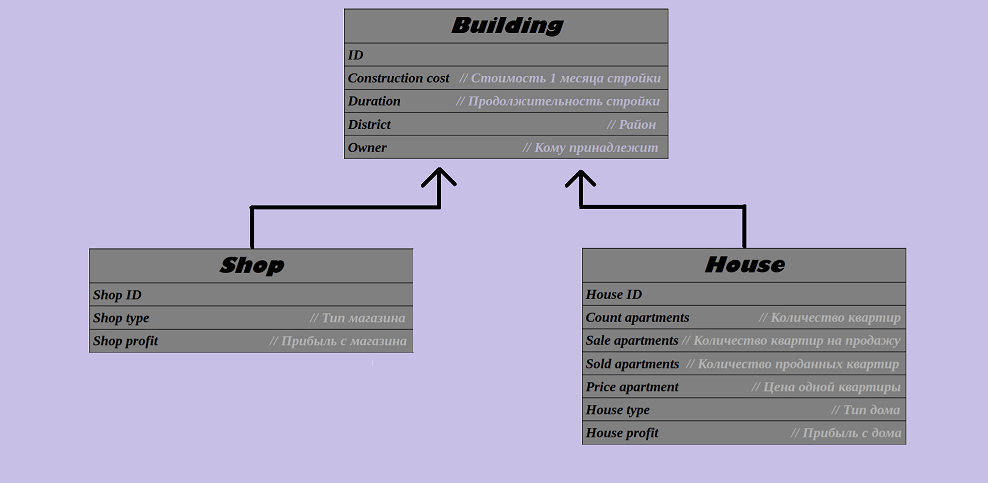 Building
ID
Construction cost // Стоимость 1 месяца стройки
Duration // Продолжительность стройки
District // Район
Owner // Кому принадлежит
Shop
Shop ID
Shop type // Тип магазина
Shop profit // Прибыль с магазина
House
House ID
Count apartments // Количество квартир
Sale apartments // Количество квартир на продажу
Sold apartments // Количество проданных квартир
Price apartment // Цена одной квартиры
House type // Тип дома
House profit // Прибыль с дома